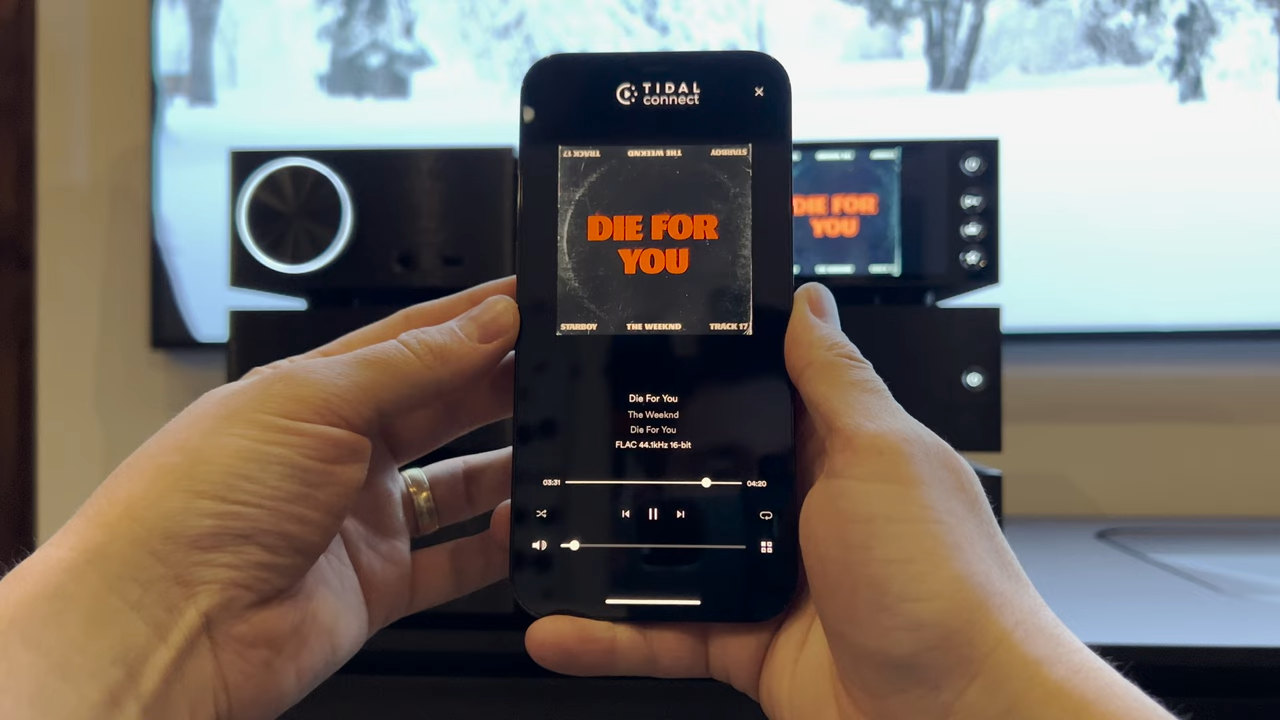 TIDAL
connect
TRACK 17 THE WEEKND STARBOY
DIE FOR
YOU
STARBOY THE WEEKND TRACK 17
Die For You
The Weeknd
Die For You
FLAC 44.1kHz 16-bit
03:31 04:20
DIE FOR
YOU